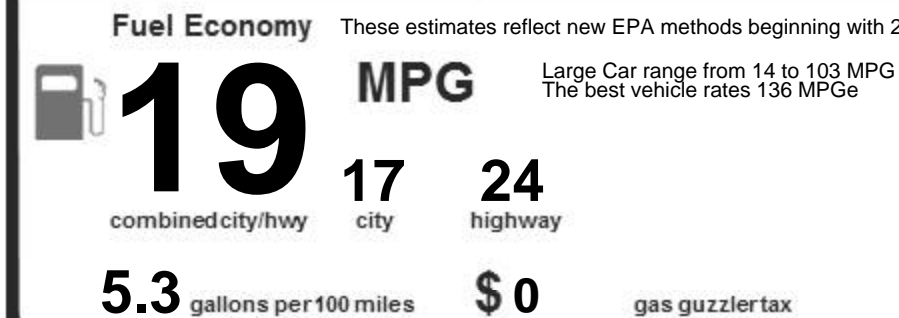 Fuel Economy These estimates reflect new EPA methods beginning with 2
19 MPG Large Car range from 14 to 103 MPG
The best vehicle rates 136 MPGe
17 24
combined city/hwy city highway
5.3 gallons per 100 miles $ 0 gas guzzler tax